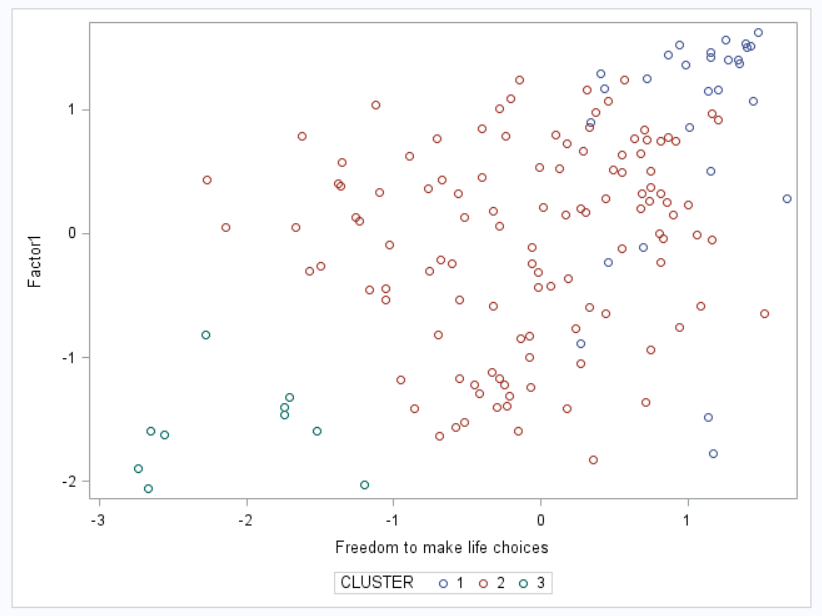 Factor1
1
0
-1
-2
-3 -2 -1 0 1
Freedom to make life choices
CLUSTER 1 2 3